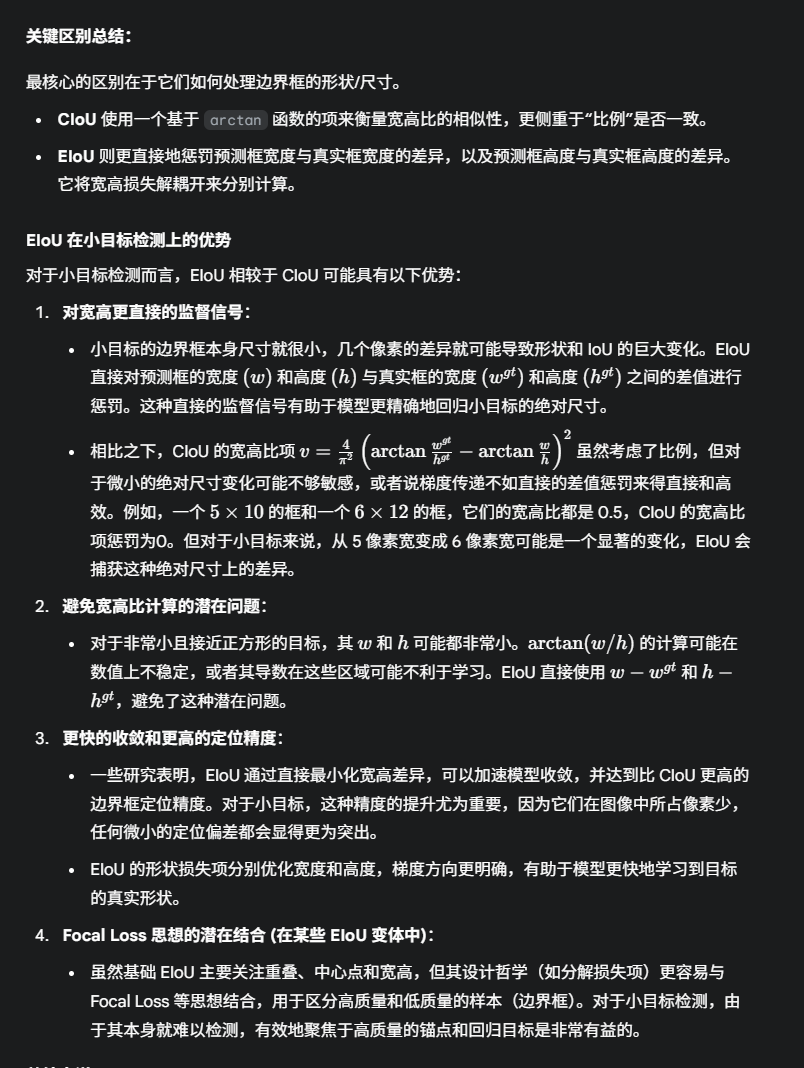 关键区别总结：
最核心的区别在于它们如何处理边界框的形状/尺寸。
• CIoU 使用一个基于 arctan 函数的项来衡量宽高比的相似性，更侧重于“比例”是否一致。
• EIoU 则更直接地惩罚预测框宽度与真实框宽度的差异，以及预测框高度与真实框高度的差异。
它将宽高损失解耦开来分别计算。
EIoU 在小目标检测上的优势
对于小目标检测而言，EIoU 相较于 CIoU 可能具有以下优势：
1. 对宽高更直接的监督信号：
• 小目标的边界框本身尺寸就很小，几个像素的差异就可能导致形状和 IoU 的巨大变化。EIoU
直接对预测框的宽度 (w) 和高度 (h) 与真实框的宽度 (w^{gt}) 和高度 (h^{gt}) 之间的差值进行
惩罚。这种直接的监督信号有助于模型更精确地回归小目标的绝对尺寸。
• 相比之下，CIoU 的宽高比项 v = \frac{4}{π^2} (arctan \frac{w^{gt}}{h^{gt}} − arctan \frac{w}{h})^2 虽然考虑了比例，但对
于微小的绝对尺寸变化可能不够敏感，或者说梯度传递不如直接的差值惩罚来得直接和高
效。例如，一个 5 × 10 的框和一个 6 × 12 的框，它们的宽高比都是 0.5，CIoU 的宽高比
项惩罚为0。但对于小目标来说，从 5 像素宽变成 6 像素宽可能是一个显著的变化，EIoU 会
捕获这种绝对尺寸上的差异。
2. 避免宽高比计算的潜在问题：
• 对于非常小且接近正方形的目标，其 w 和 h 可能都非常小。arctan(w/h) 的计算可能在
数值上不稳定，或者其导数在这些区域可能不利于学习。EIoU 直接使用 w − w^{gt} 和 h −
h^{gt}，避免了这种潜在问题。
3. 更快的收敛和更高的定位精度：
• 一些研究表明，EIoU 通过直接最小化宽高差异，可以加速模型收敛，并达到比 CIoU 更高的
边界框定位精度。对于小目标，这种精度的提升尤为重要，因为它们在图像中所占像素少，
任何微小的定位偏差都会显得更为突出。
• EIoU 的形状损失项分别优化宽度和高度，梯度方向更明确，有助于模型更快地学习到目标
的真实形状。
4. Focal Loss 思想的潜在结合 (在某些 EIoU 变体中)：
• 虽然基础 EIoU 主要关注重叠、中心点和宽高，但其设计哲学（如分解损失项）更容易与
Focal Loss 等思想结合，用于区分高质量和低质量的样本（边界框）。对于小目标检测，由
于其本身就难以检测，有效地聚焦于高质量的锚点和回归目标是非常有益的。